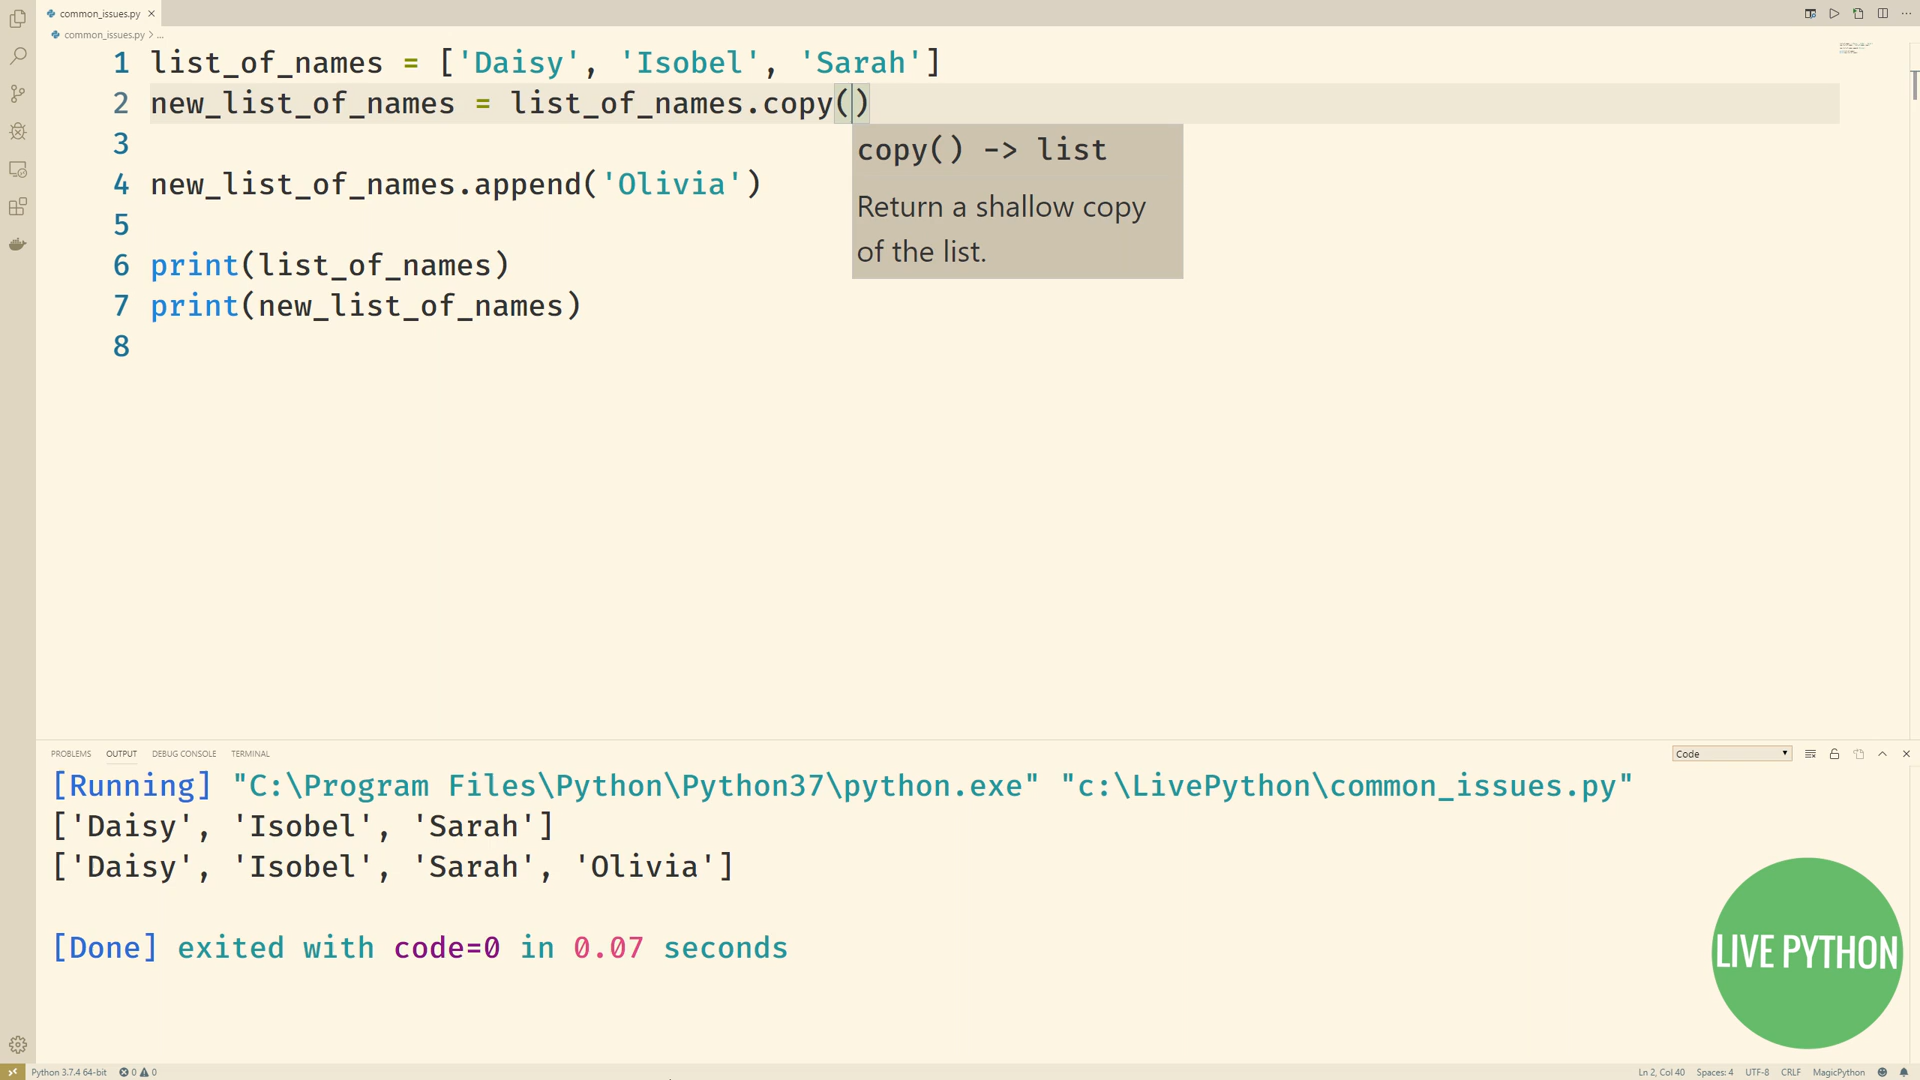 common_issues.py
common_issues.py > ...
1 list_of_names = ['Daisy', 'Isobel', 'Sarah']
2 new_list_of_names = list_of_names.copy()
3
4 new_list_of_names.append('Olivia')
5
6 print(list_of_names)
7 print(new_list_of_names)
8
copy() -> list
Return a shallow copy
of the list.
PROBLEMS OUTPUT DEBUG CONSOLE TERMINAL
Code
[Running] "C:\Program Files\Python\Python37\python.exe" "c:\LivePython\common_issues.py"
['Daisy', 'Isobel', 'Sarah']
['Daisy', 'Isobel', 'Sarah', 'Olivia']
[Done] exited with code=0 in 0.07 seconds
LIVE PYTHON
Python 3.7.4 64-bit 0 0 Ln 2, Col 40 Spaces: 4 UTF-8 CRLF MagicPython